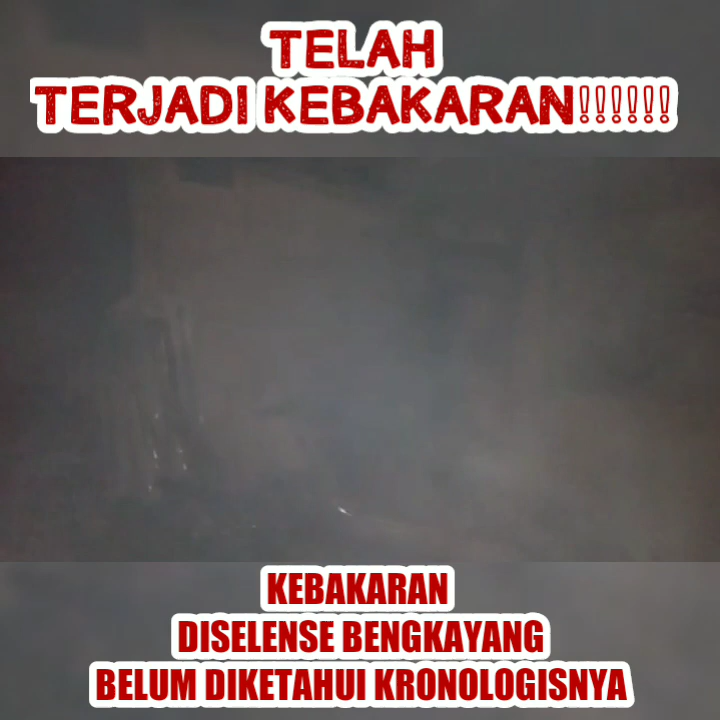 TELAH
TERJADI KEBAKARAN!!!!!!
KEBAKARAN
DISELENSE BENGKAYANG
BELUM DIKETAHUI KRONOLOGISNYA